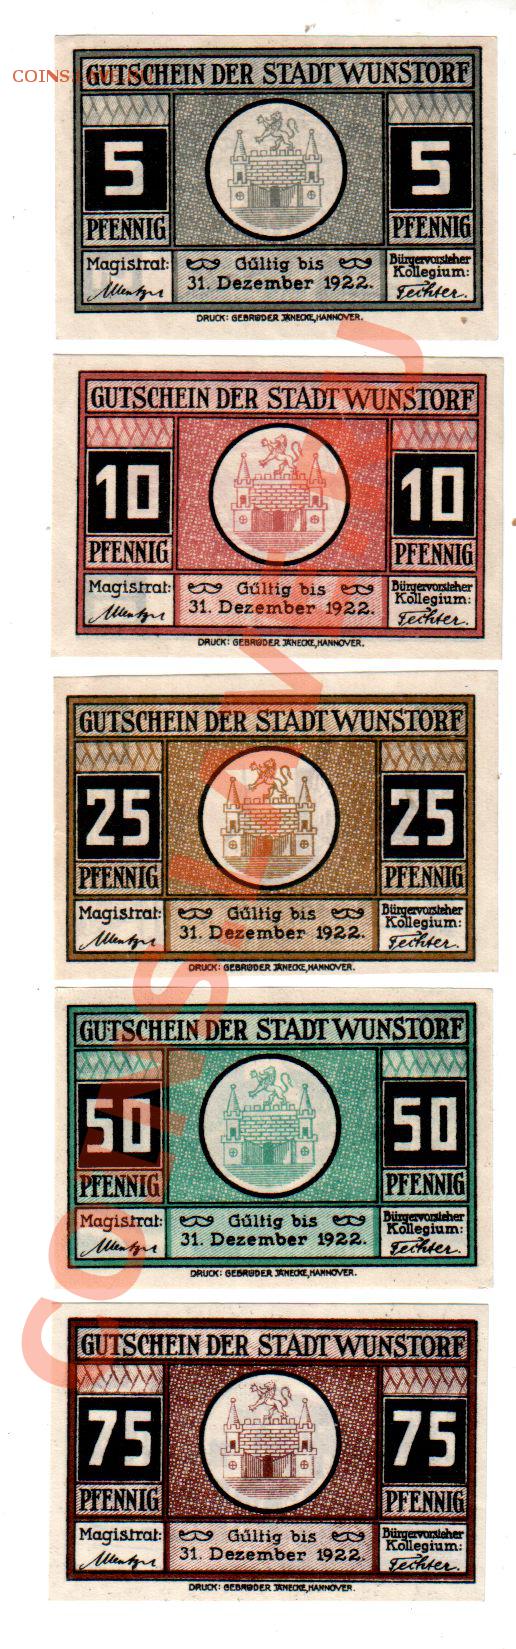 GUTSCHEIN DER STADT WUNSTORF
5 5
PFENNIG PFENNIG
Magistrat: Gültig bis Bürgervorsteher
31. Dezember 1922. Kollegium:
DRUCK: GEBRÜDER JÄNECKE, HANNOVER.
GUTSCHEIN DER STADT WUNSTORF
10 10
PFENNIG PFENNIG
Magistrat: Gültig bis Bürgervorsteher
31. Dezember 1922. Kollegium:
DRUCK: GEBRÜDER JÄNECKE, HANNOVER.
GUTSCHEIN DER STADT WUNSTORF
25 25
PFENNIG PFENNIG
Magistrat: Gültig bis Bürgervorsteher
31. Dezember 1922. Kollegium:
DRUCK: GEBRÜDER JÄNECKE, HANNOVER.
GUTSCHEIN DER STADT WUNSTORF
50 50
PFENNIG PFENNIG
Magistrat: Gültig bis Bürgervorsteher
31. Dezember 1922. Kollegium:
DRUCK: GEBRÜDER JÄNECKE, HANNOVER.
GUTSCHEIN DER STADT WUNSTORF
75 75
PFENNIG PFENNIG
Magistrat: Gültig bis Bürgervorsteher
31. Dezember 1922. Kollegium:
DRUCK: GEBRÜDER JÄNECKE, HANNOVER.